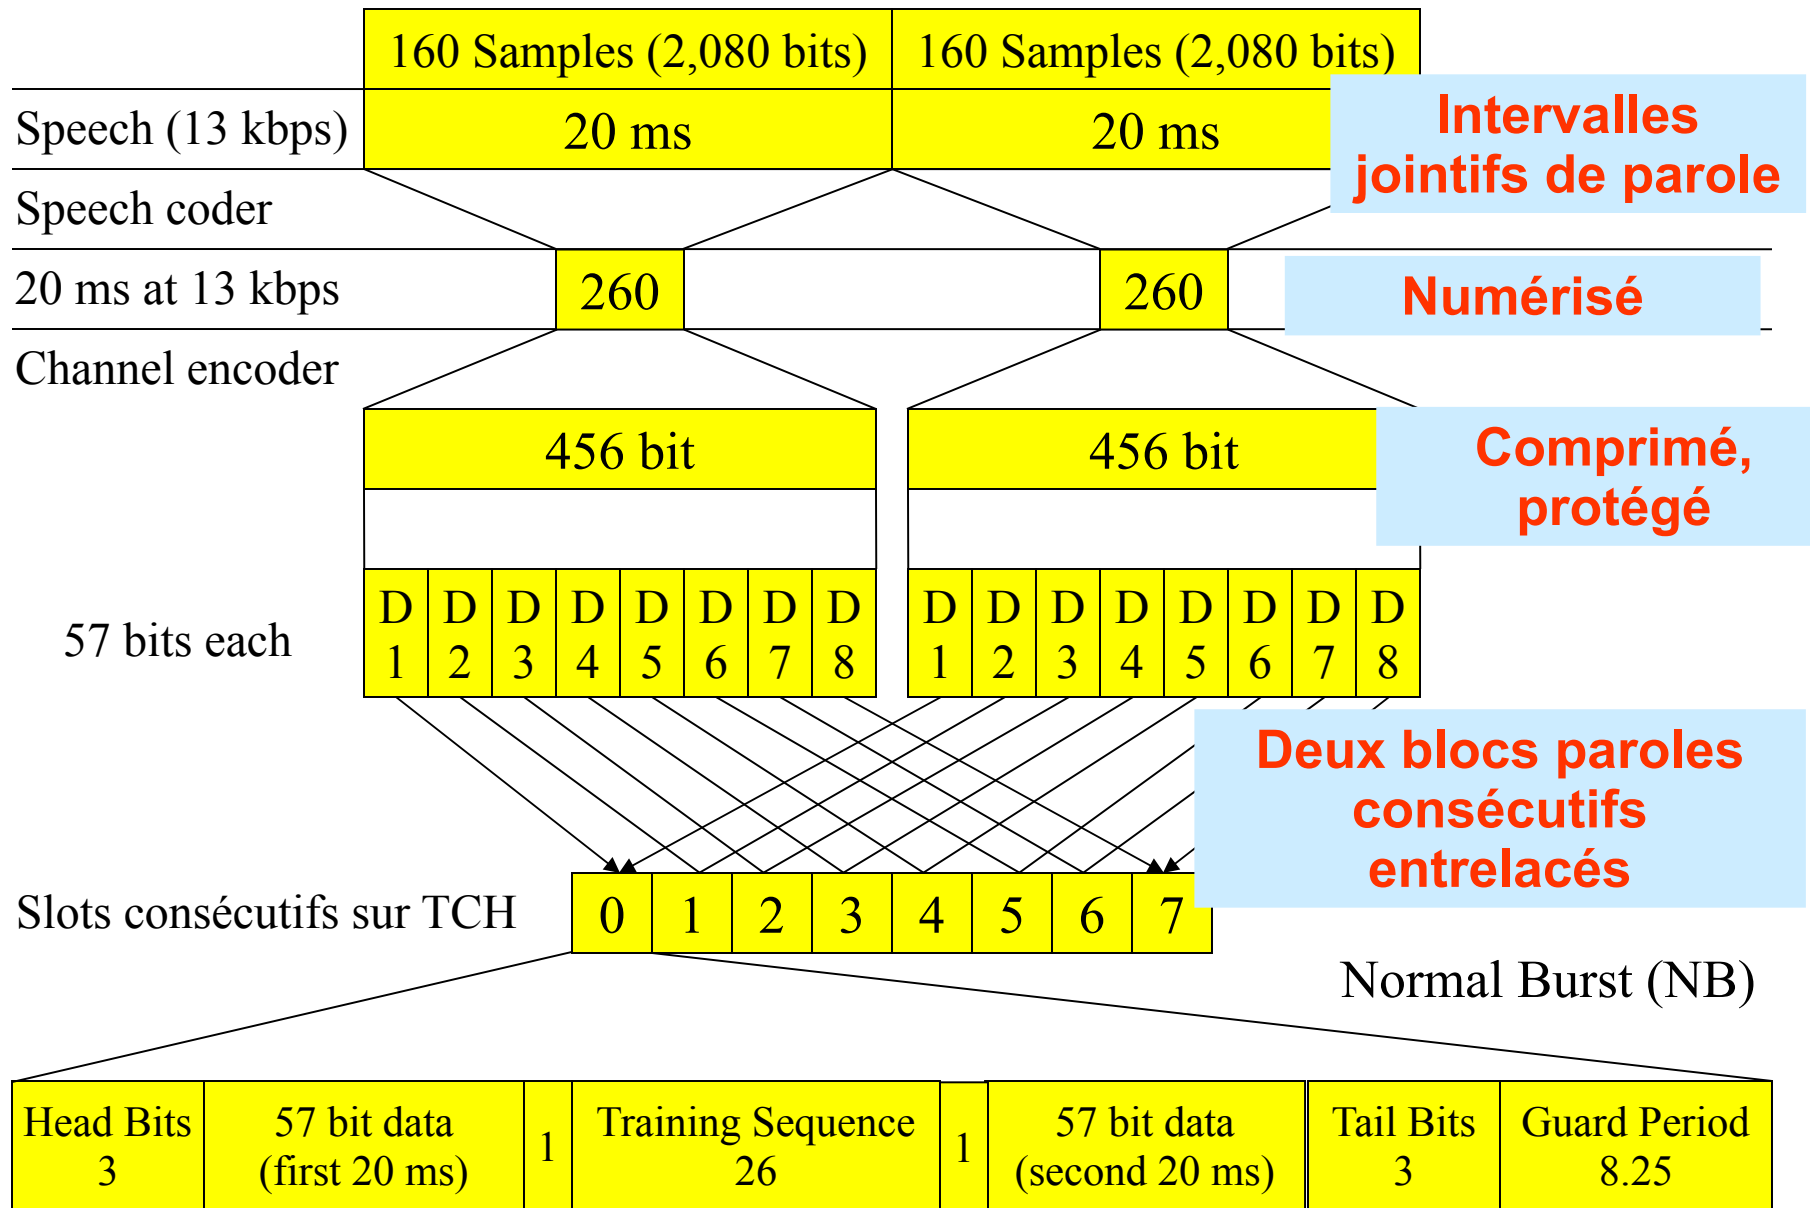 160 Samples (2,080 bits) 160 Samples (2,080 bits)
Speech (13 kbps) 20 ms 20 ms
Intervalles
jointifs de parole
Speech coder
20 ms at 13 kbps 260 260 Numérisé
Channel encoder
456 bit 456 bit
Comprimé,
protégé
57 bits each
D D D D D D D D D D D D D D D D
1 2 3 4 5 6 7 8 1 2 3 4 5 6 7 8
Deux blocs paroles
consécutifs
entrelacés
Slots consécutifs sur TCH 0 1 2 3 4 5 6 7
Normal Burst (NB)
Head Bits 57 bit data 1 Training Sequence 1 57 bit data Tail Bits Guard Period
3 (first 20 ms) 26 (second 20 ms) 3 8.25